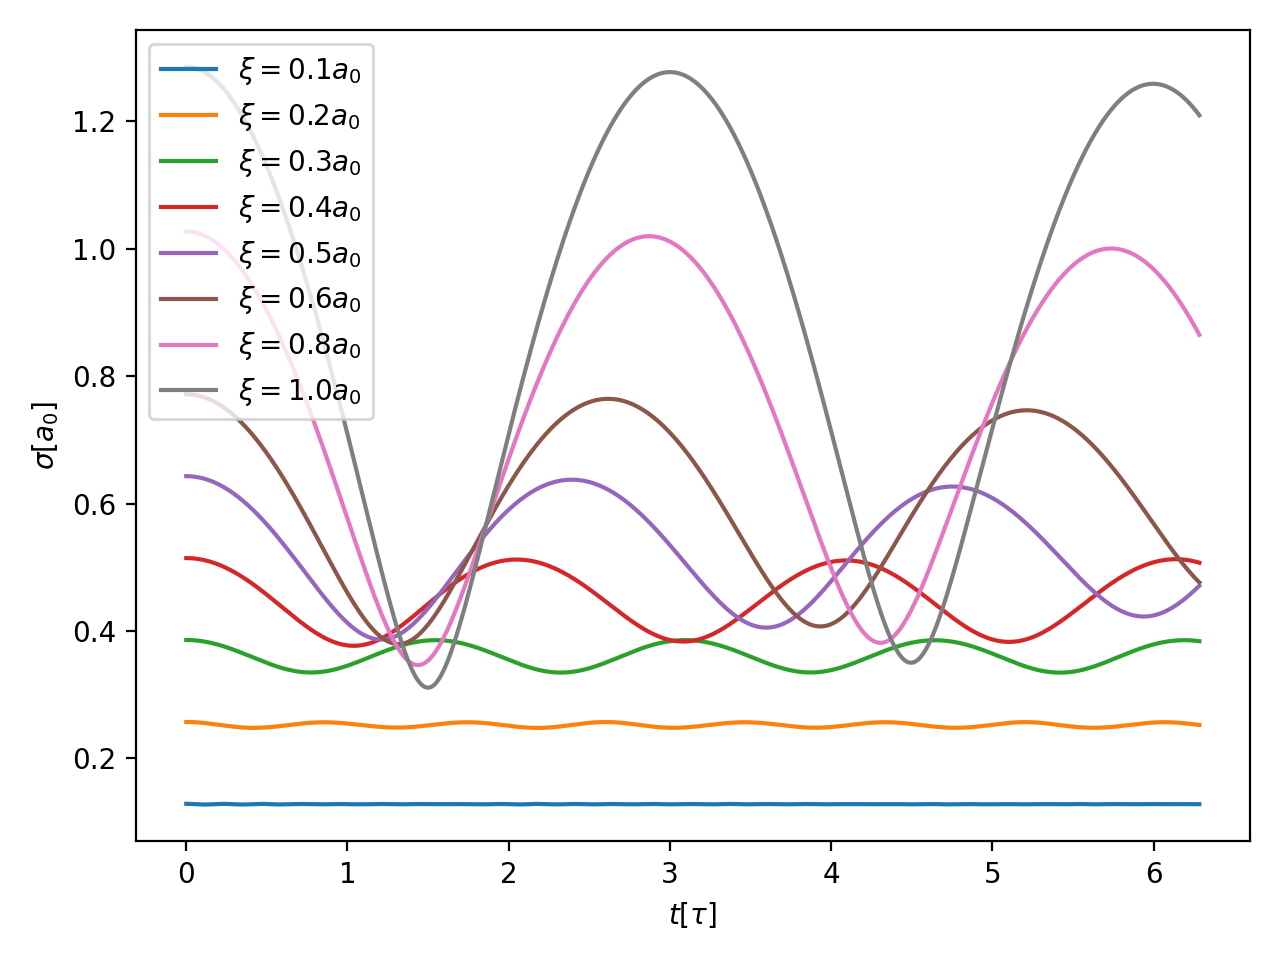 ξ = 0.1a₀
ξ = 0.2a₀
ξ = 0.3a₀
ξ = 0.4a₀
ξ = 0.5a₀
ξ = 0.6a₀
ξ = 0.8a₀
ξ = 1.0a₀
1.2
1.0
0.8
0.6
0.4
0.2
σ[a₀]
0 1 2 3 4 5 6
t[τ]